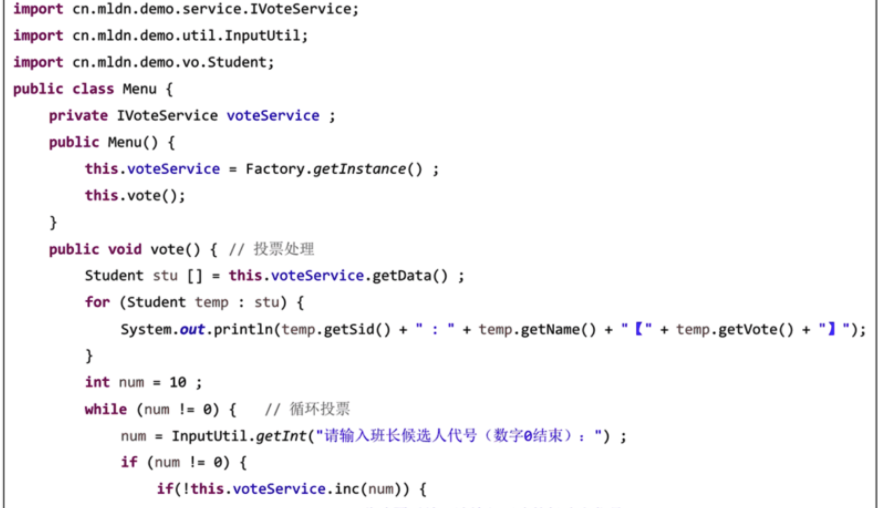 import cn.mldn.demo.service.IVoteService;
import cn.mldn.demo.util.InputUtil;
import cn.mldn.demo.vo.Student;
public class Menu {
    private IVoteService voteService ;
    public Menu() {
        this.voteService = Factory.getInstance() ;
        this.vote();
    }
    public void vote() { // 投票处理
        Student stu [] = this.voteService.getData() ;
        for (Student temp : stu) {
            System.out.println(temp.getSid() + " : " + temp.getName() + "【" + temp.getVote() + "】");
        }
        int num = 10 ;
        while (num != 0) {   // 循环投票
            num = InputUtil.getInt("请输入班长候选人代号（数字0结束）：") ;
            if (num != 0) {
                if(!this.voteService.inc(num)) {